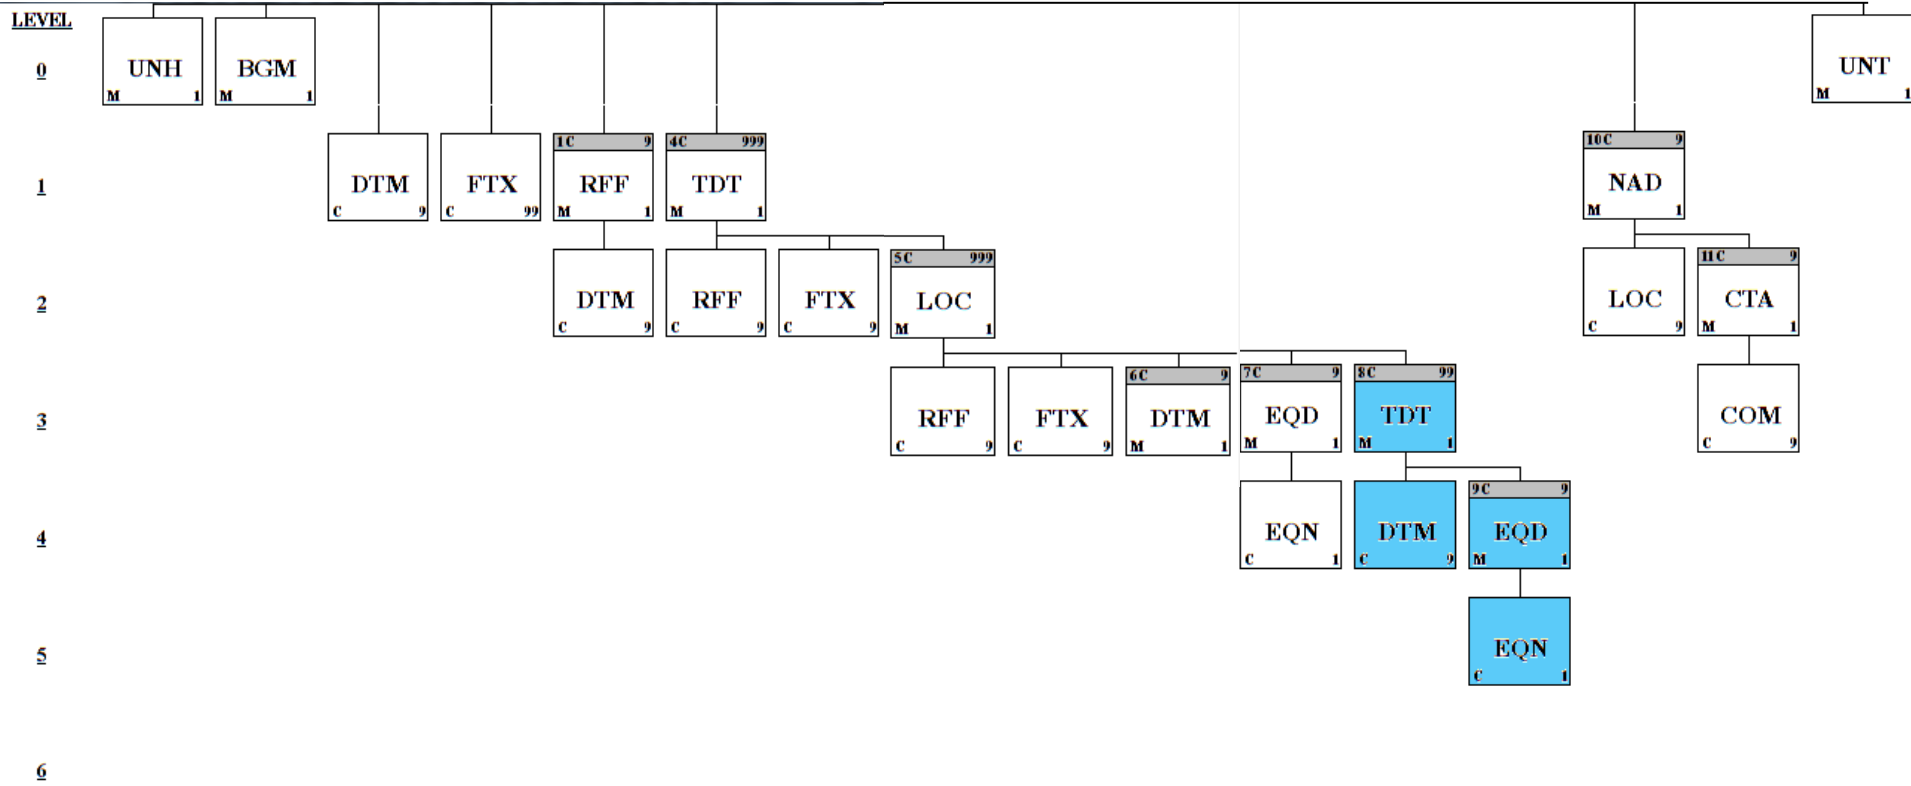 LEVEL
0
UNH
M 1
BGM
M 1
UNT
M 1
1
DTM
C 9
FTX
C 99
1C 9
RFF
M 1
4C 999
TDT
M 1
10C 9
NAD
M 1
2
DTM
C 9
RFF
C 9
FTX
C 9
5C 999
LOC
M 1
LOC
C 9
11C 9
CTA
M 1
3
RFF
C 9
FTX
C 9
6C 9
DTM
M 1
7C 9
EQD
M 1
8C 99
TDT
M 1
COM
C 9
4
EQN
C 1
DTM
C 9
9C 9
EQD
M 1
5
EQN
C 1
6